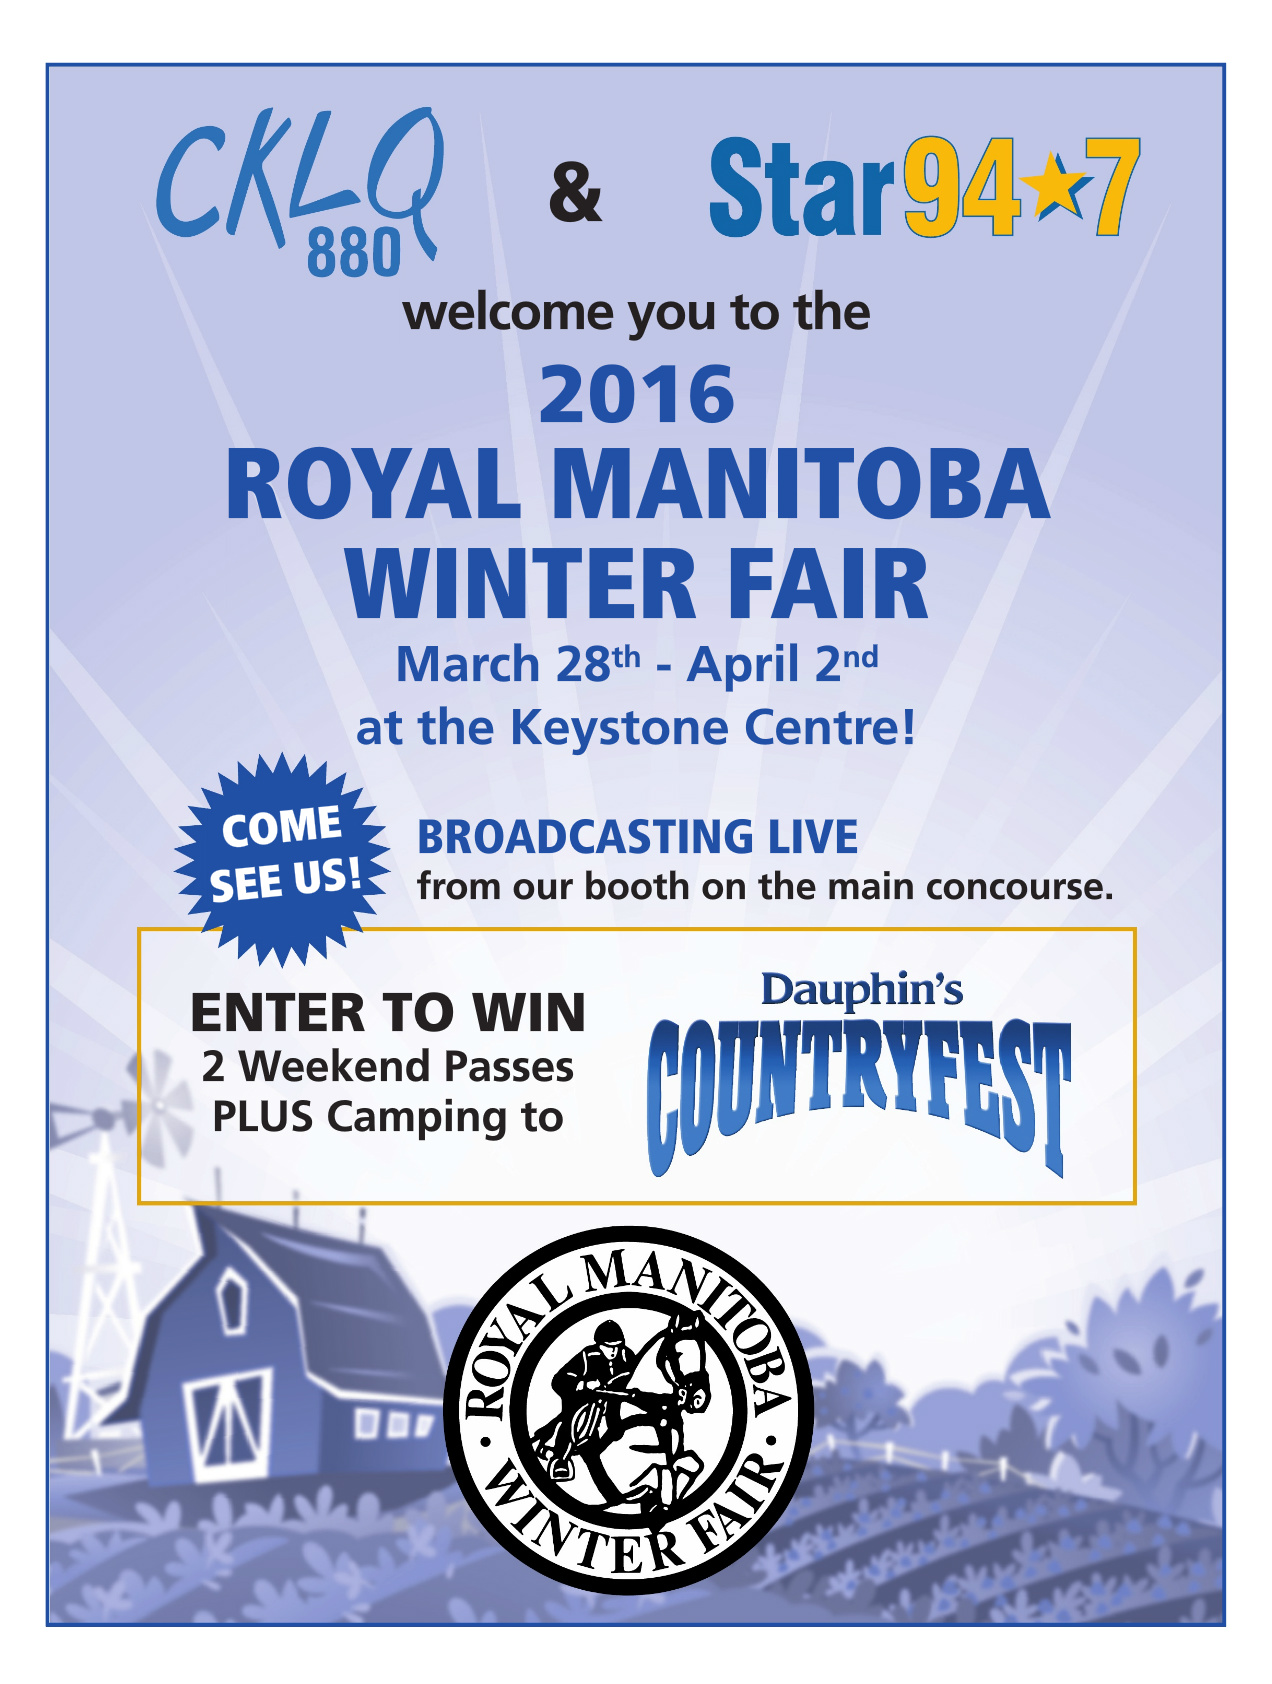 CKLQ
880
&
Star 94★7
welcome you to the
2016
ROYAL MANITOBA
WINTER FAIR
March 28th - April 2nd
at the Keystone Centre!
COME
SEE US!
BROADCASTING LIVE
from our booth on the main concourse.
ENTER TO WIN
2 Weekend Passes
PLUS Camping to
Dauphin's
COUNTRYFEST
ROYAL MANITOBA
· WINTER FAIR ·